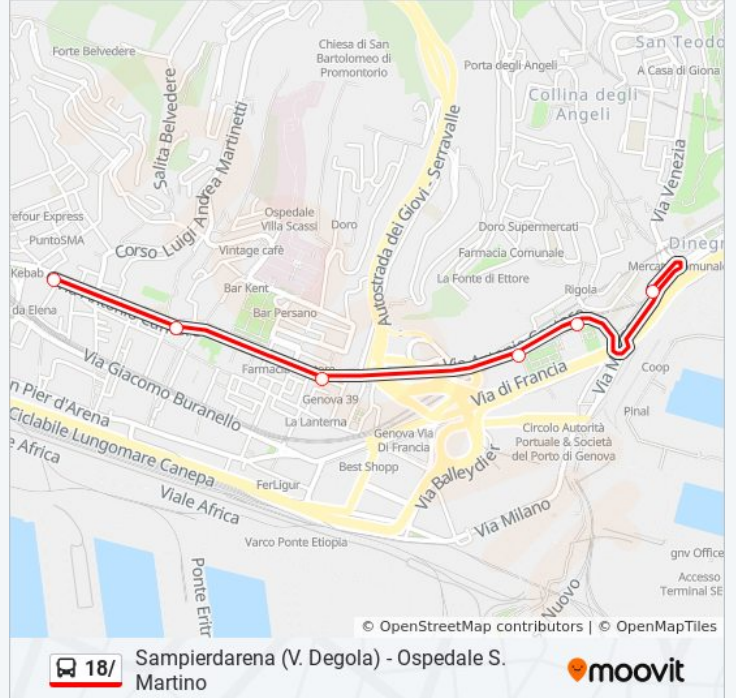 Forte Belvedere
Chiesa di San
Bartolomeo di
Promontorio
Porta degli Angeli
San Teodo
A Casa di Giona
Collina degli
Angeli
Salita Belvedere
Corso Luigi Andrea Martinetti
Autostrada dei Giovi - Serravalle
Via Venezia
refour Express
PuntoSMA
Ospedale
Villa Scassi
Doro
Vintage cafè
Doro Supermercati
Farmacia Comunale
La Fonte di Ettore
Dinegr
Kebab
da Elena
Bar Kent
Bar Persano
Rigola
Via Giacomo Buranello
Genova 39
La Lanterna
Via di Francia
Coop
n Pier d'Arena
Ciclabile Lungomare Canepa
e Africa
Viale Africa
Genova Via
Di Francia
Best Shopp
FerLigur
Via Balleydier
Circolo Autorità
Portuale & Società
del Porto di Genova
Pinal
Via Milano
Varco Ponte Etiopia
Ponte Eritr
Nuovo
gnv Office
Accesso
Terminal SE
© OpenStreetMap contributors | © OpenMapTiles
18/
Sampierdarena (V. Degola) - Ospedale S.
Martino
moovit